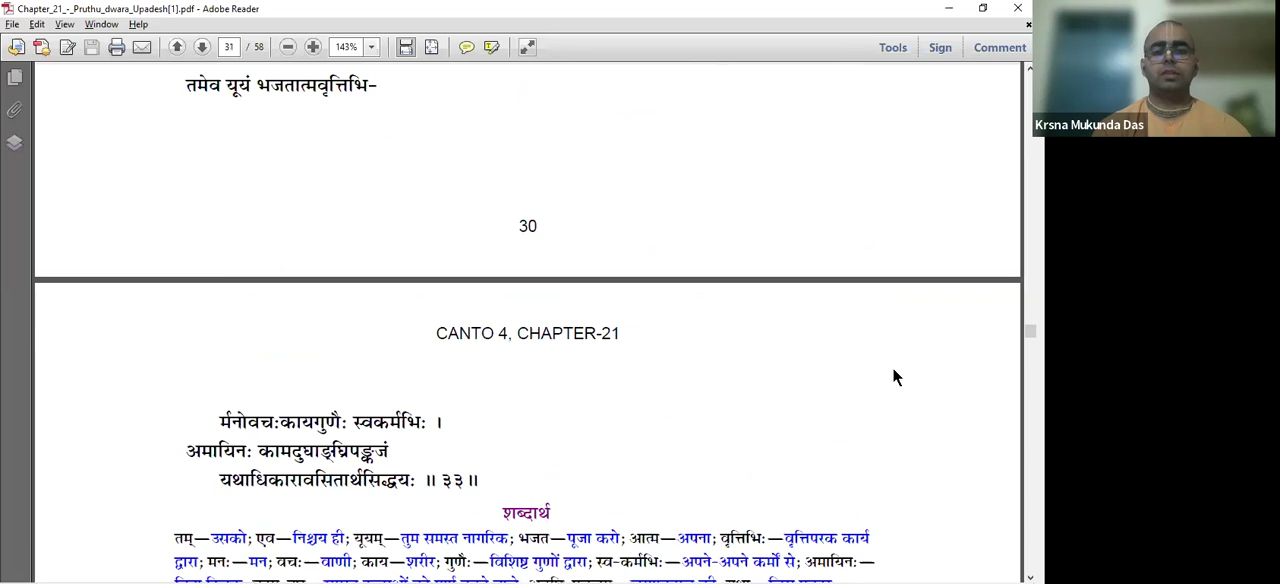 Chapter_21_-_Pruthu_dwara_Upadesh[1].pdf - Adobe Reader
File Edit View Window Help
31 / 58 143% Tools Sign Comment
तमेव यूयं भजतात्मवृत्तिभि-
Krsna Mukunda Das
30
CANTO 4, CHAPTER-21
र्मनोवचःकायगुणैः स्वकर्मभिः ।
अमायिनः कामदुघाङ्‌घ्रिपङ्कजं
यथाधिकारावसितार्थसिद्धयः ॥ ३३॥
शब्दार्थ
तम्—उसको; एव—निश्चय ही; यूयम्—तुम समस्त नागरिक; भजत—पूजा करो; आत्म—अपना; वृत्तिभिः—वृत्तिपरक कार्य
द्वारा; मनः—मन; वचः—वाणी; काय—शरीर; गुणैः—विशिष्ट गुणों द्वारा; स्व-कर्मभिः—अपने-अपने कर्मों से; अमायिनः—